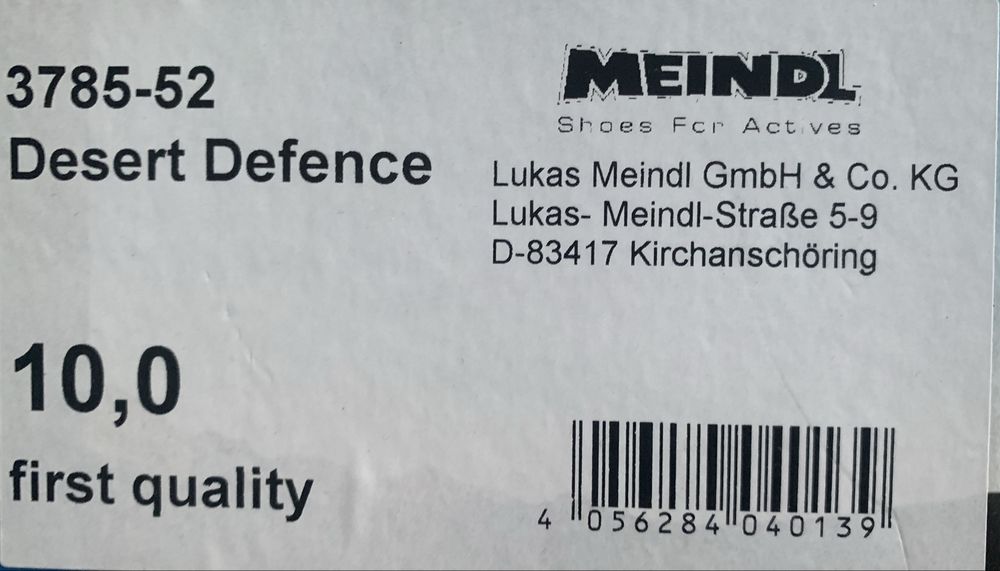 3785-52
Desert Defence
MEINDL
Shoes For Actives
Lukas Meindl GmbH & Co. KG
Lukas- Meindl-Straße 5-9
D-83417 Kirchanschöring
10,0
first quality
4 056284 040139